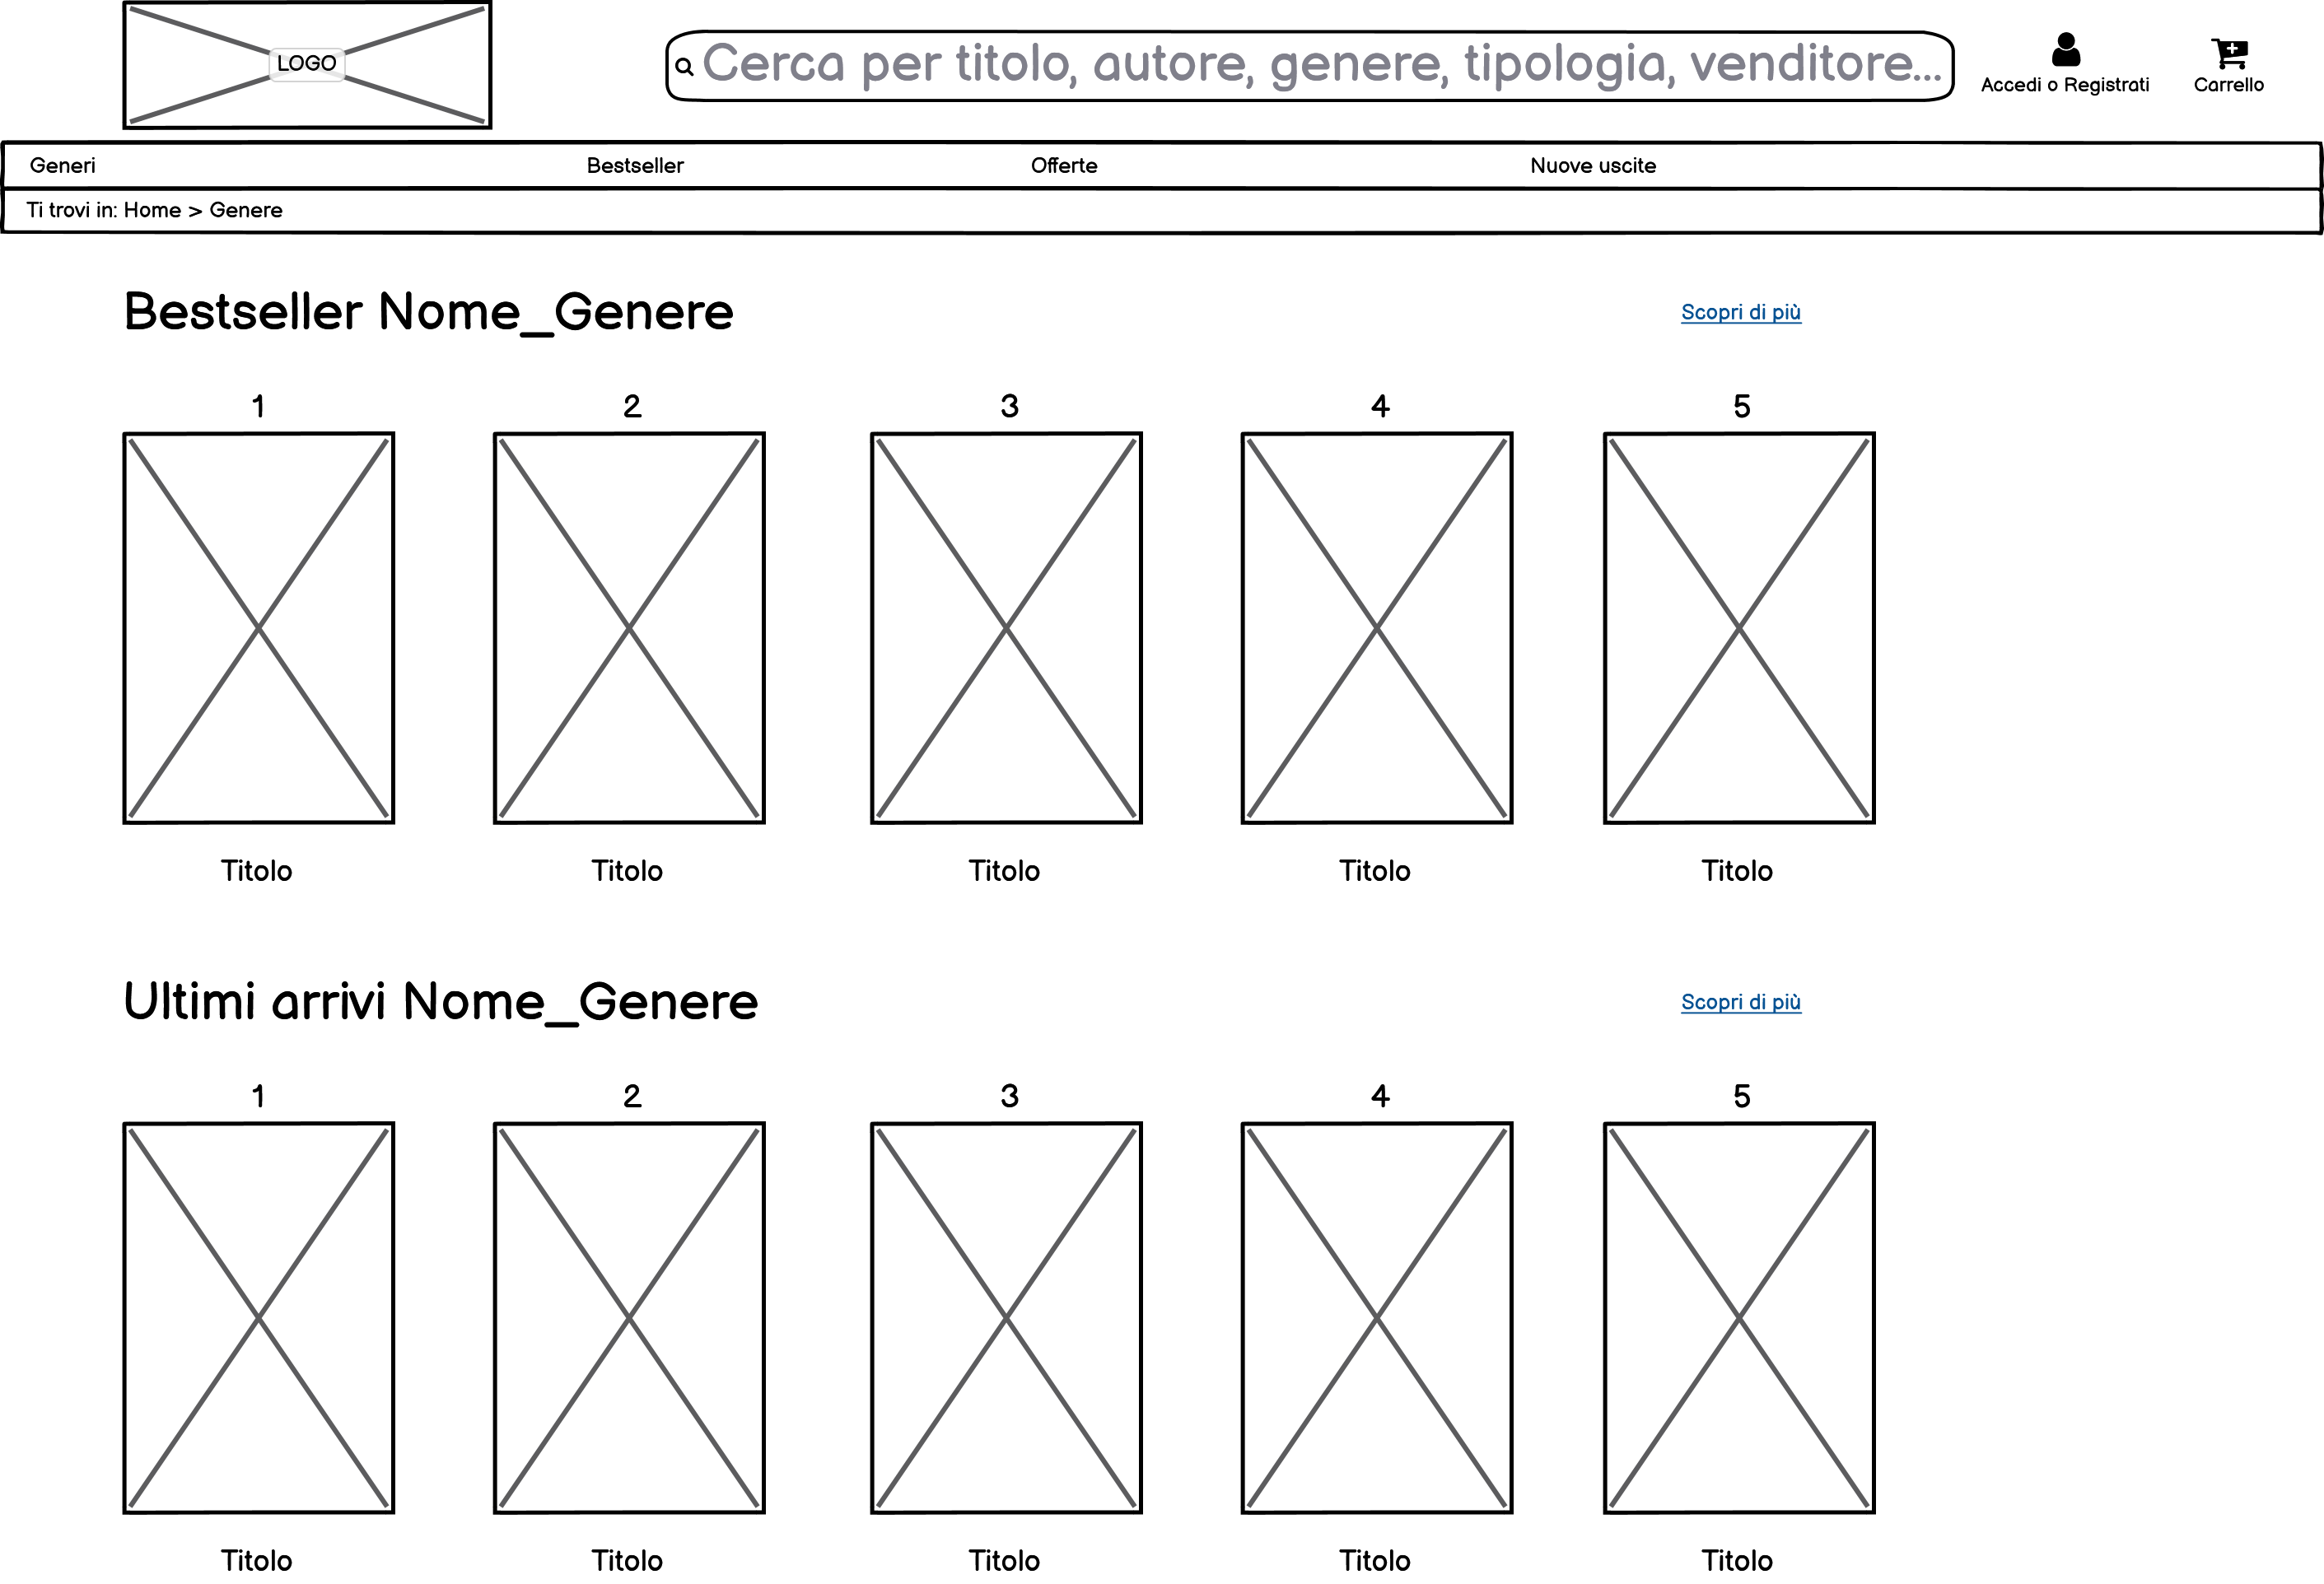 LOGO
Cerca per titolo, autore, genere, tipologia, venditore...
Accedi o Registrati
Carrello
Generi
Bestseller
Offerte
Nuove uscite
Ti trovi in: Home > Genere
Bestseller Nome_Genere
Scopri di più
1
2
3
4
5
Titolo
Titolo
Titolo
Titolo
Titolo
Ultimi arrivi Nome_Genere
Scopri di più
1
2
3
4
5
Titolo
Titolo
Titolo
Titolo
Titolo